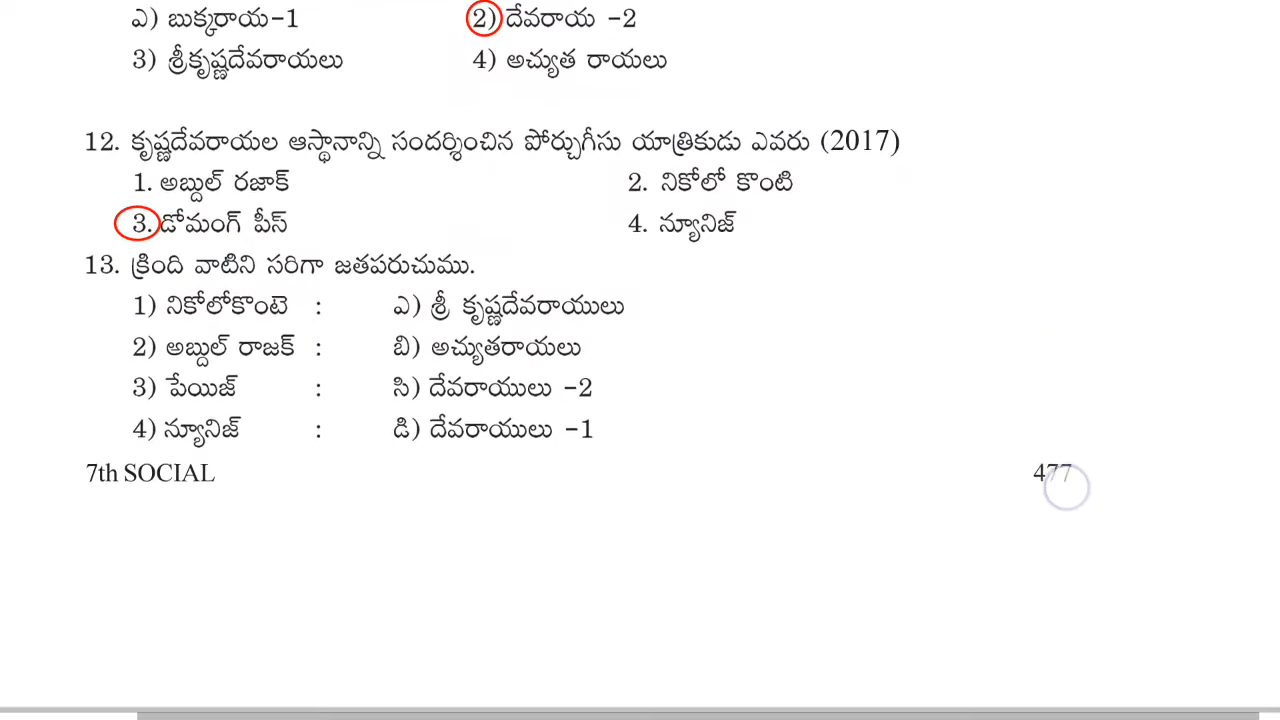 ఎ) బుక్కరాయ-1 2) దేవరాయ -2
3) శ్రీకృష్ణదేవరాయలు 4) అచ్యుత రాయలు
12. కృష్ణదేవరాయల ఆస్థానాన్ని సందర్శించిన పోర్చుగీసు యాత్రికుడు ఎవరు (2017)
1. అబ్దుల్ రజాక్ 2. నికోలో కొంటి
3. డోమంగ్ పీస్ 4. న్యూనిజ్
13. క్రింది వాటిని సరిగా జతపరుచుము.
1) నికోలోకొంటె : ఎ) శ్రీ కృష్ణదేవరాయులు
2) అబ్దుల్ రాజక్ : బి) అచ్యుతరాయలు
3) పేయిజ్ : సి) దేవరాయులు -2
4) న్యూనిజ్ : డి) దేవరాయులు -1
7th SOCIAL 477